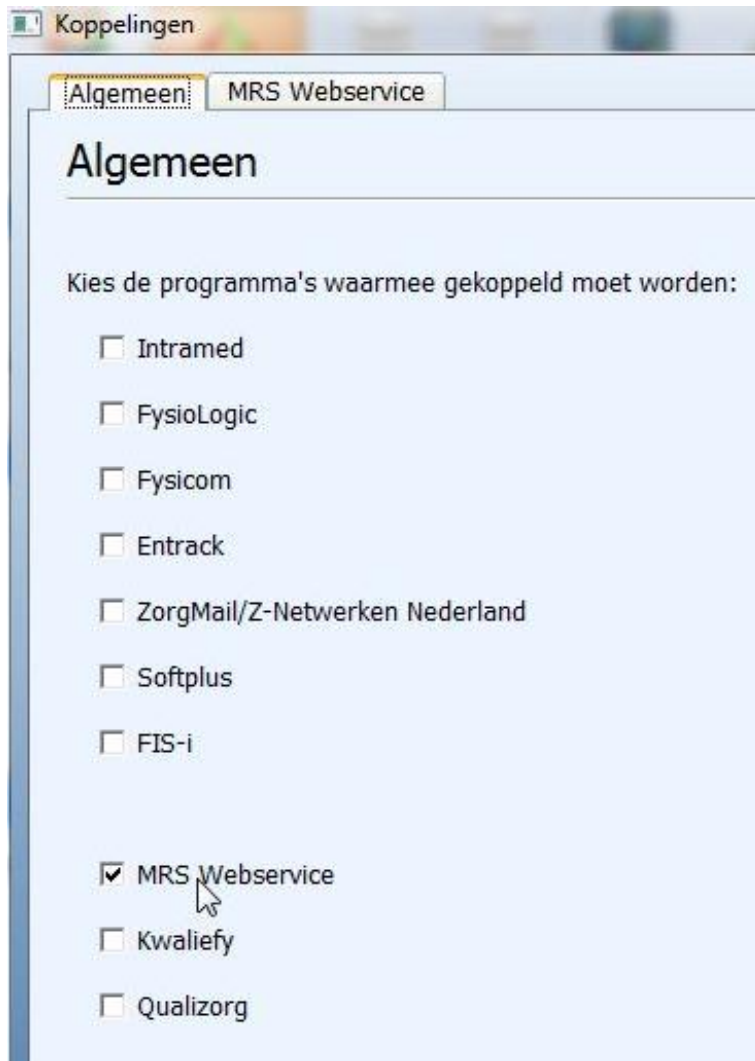 Koppelingen
Algemeen MRS Webservice
Algemeen
Kies de programma's waarmee gekoppeld moet worden:
Intramed
FysioLogic
Fysicom
Entrack
ZorgMail/Z-Netwerken Nederland
Softplus
FIS-i
MRS Webservice
Kwaliefy
Qualizorg